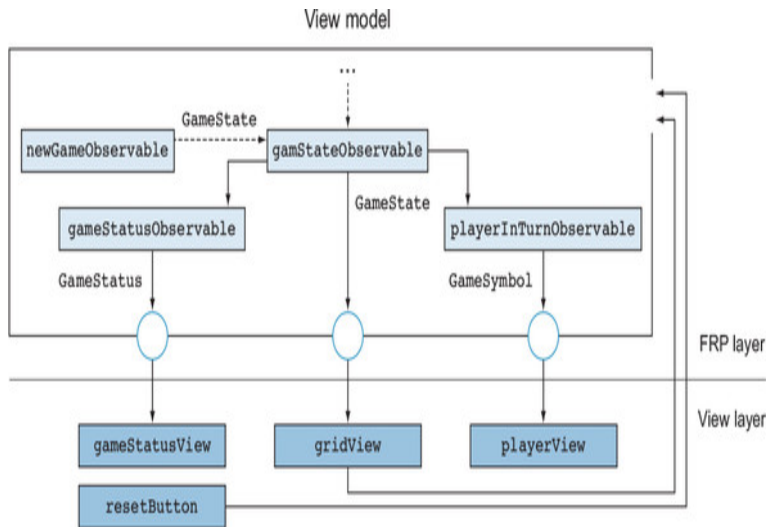 View model
...
GameState
newGameObservable
gamStateObservable
GameState
gameStatusObservable
playerInTurnObservable
GameStatus
GameSymbol
FRP layer
View layer
gameStatusView
gridView
playerView
resetButton